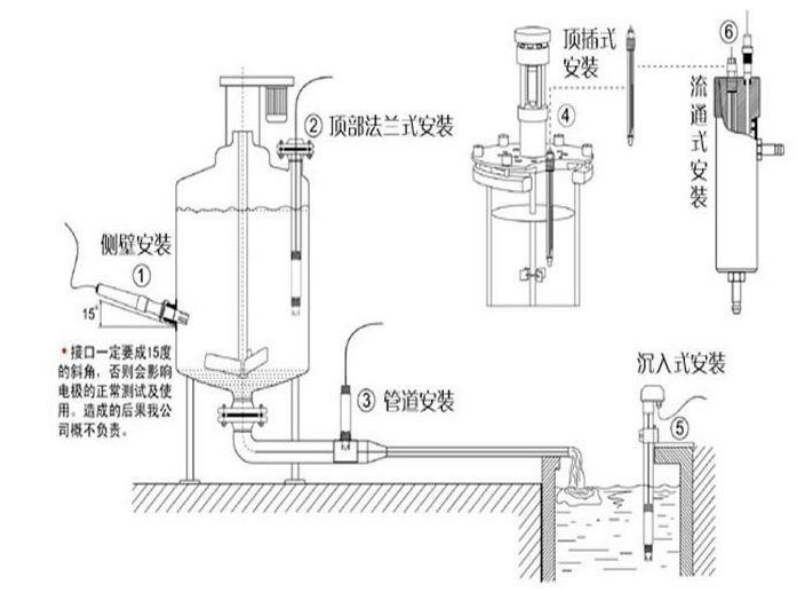 ② 顶部法兰式安装
侧壁安装
①
15°
* 接口一定要成15度
的斜角，否则会影响
电极的正常测试及使
用。造成的后果我公
司概不负责。
③ 管道安装
顶插式
安装
④
⑥
流通式安装
沉入式安装
⑤